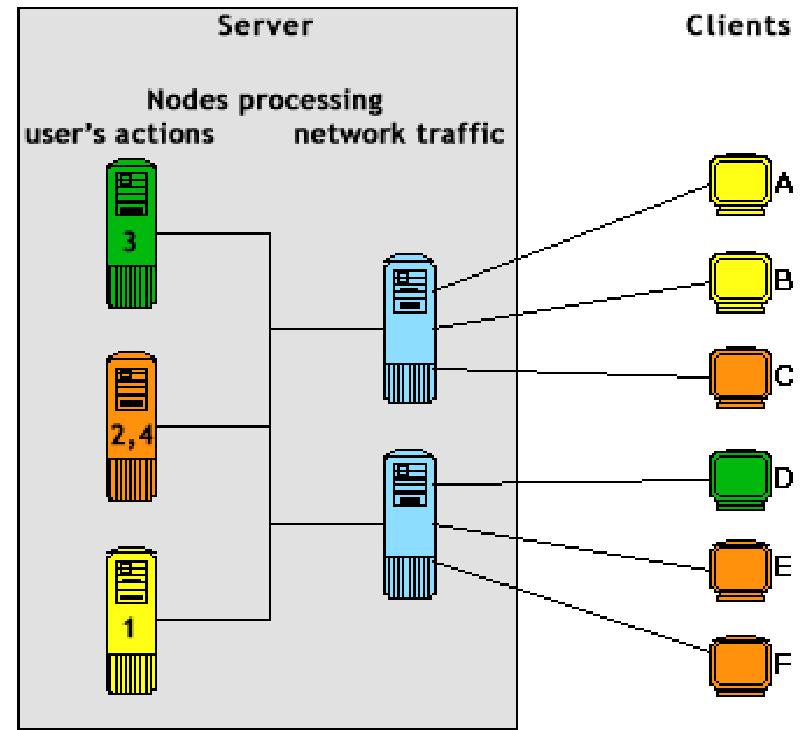 Server
Clients
Nodes processing
user's actions
network traffic
A
3
B
C
2,4
D
E
1
F